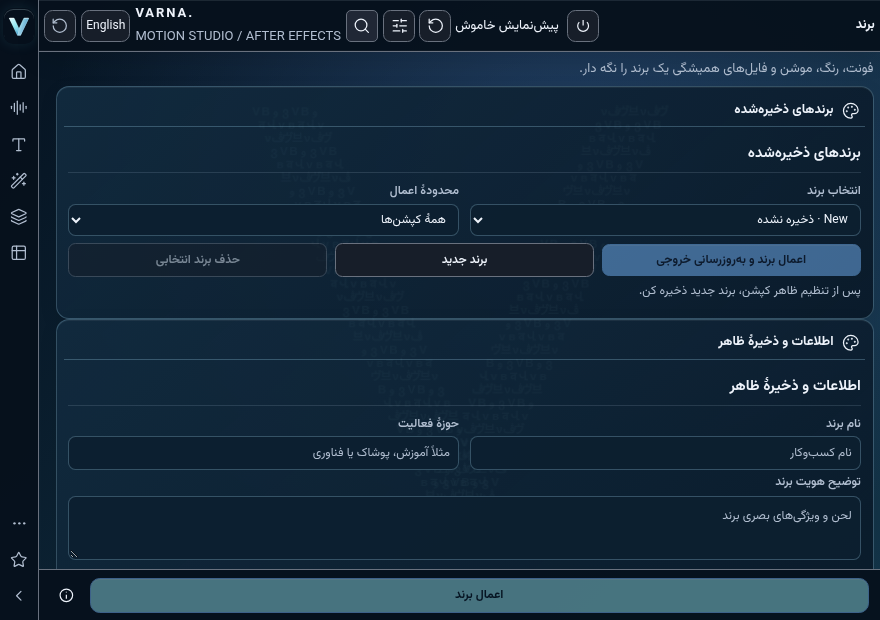 English
VARNA.
MOTION STUDIO / AFTER EFFECTS
پیش‌نمایش خاموش
برند
فونت، رنگ، موشن و فایل‌های همیشگی یک برند را نگه دار.
برندهای ذخیره‌شده
برندهای ذخیره‌شده
انتخاب برند
محدودهٔ اعمال
New · ذخیره نشده
همهٔ کپشن‌ها
اعمال برند و به‌روزرسانی خروجی
برند جدید
حذف برند انتخابی
پس از تنظیم ظاهر کپشن، برند جدید ذخیره کن.
اطلاعات و ذخیرهٔ ظاهر
اطلاعات و ذخیرهٔ ظاهر
نام برند
حوزهٔ فعالیت
نام کسب‌وکار
مثلاً آموزش، پوشاک یا فناوری
توضیح هویت برند
لحن و ویژگی‌های بصری برند
اعمال برند